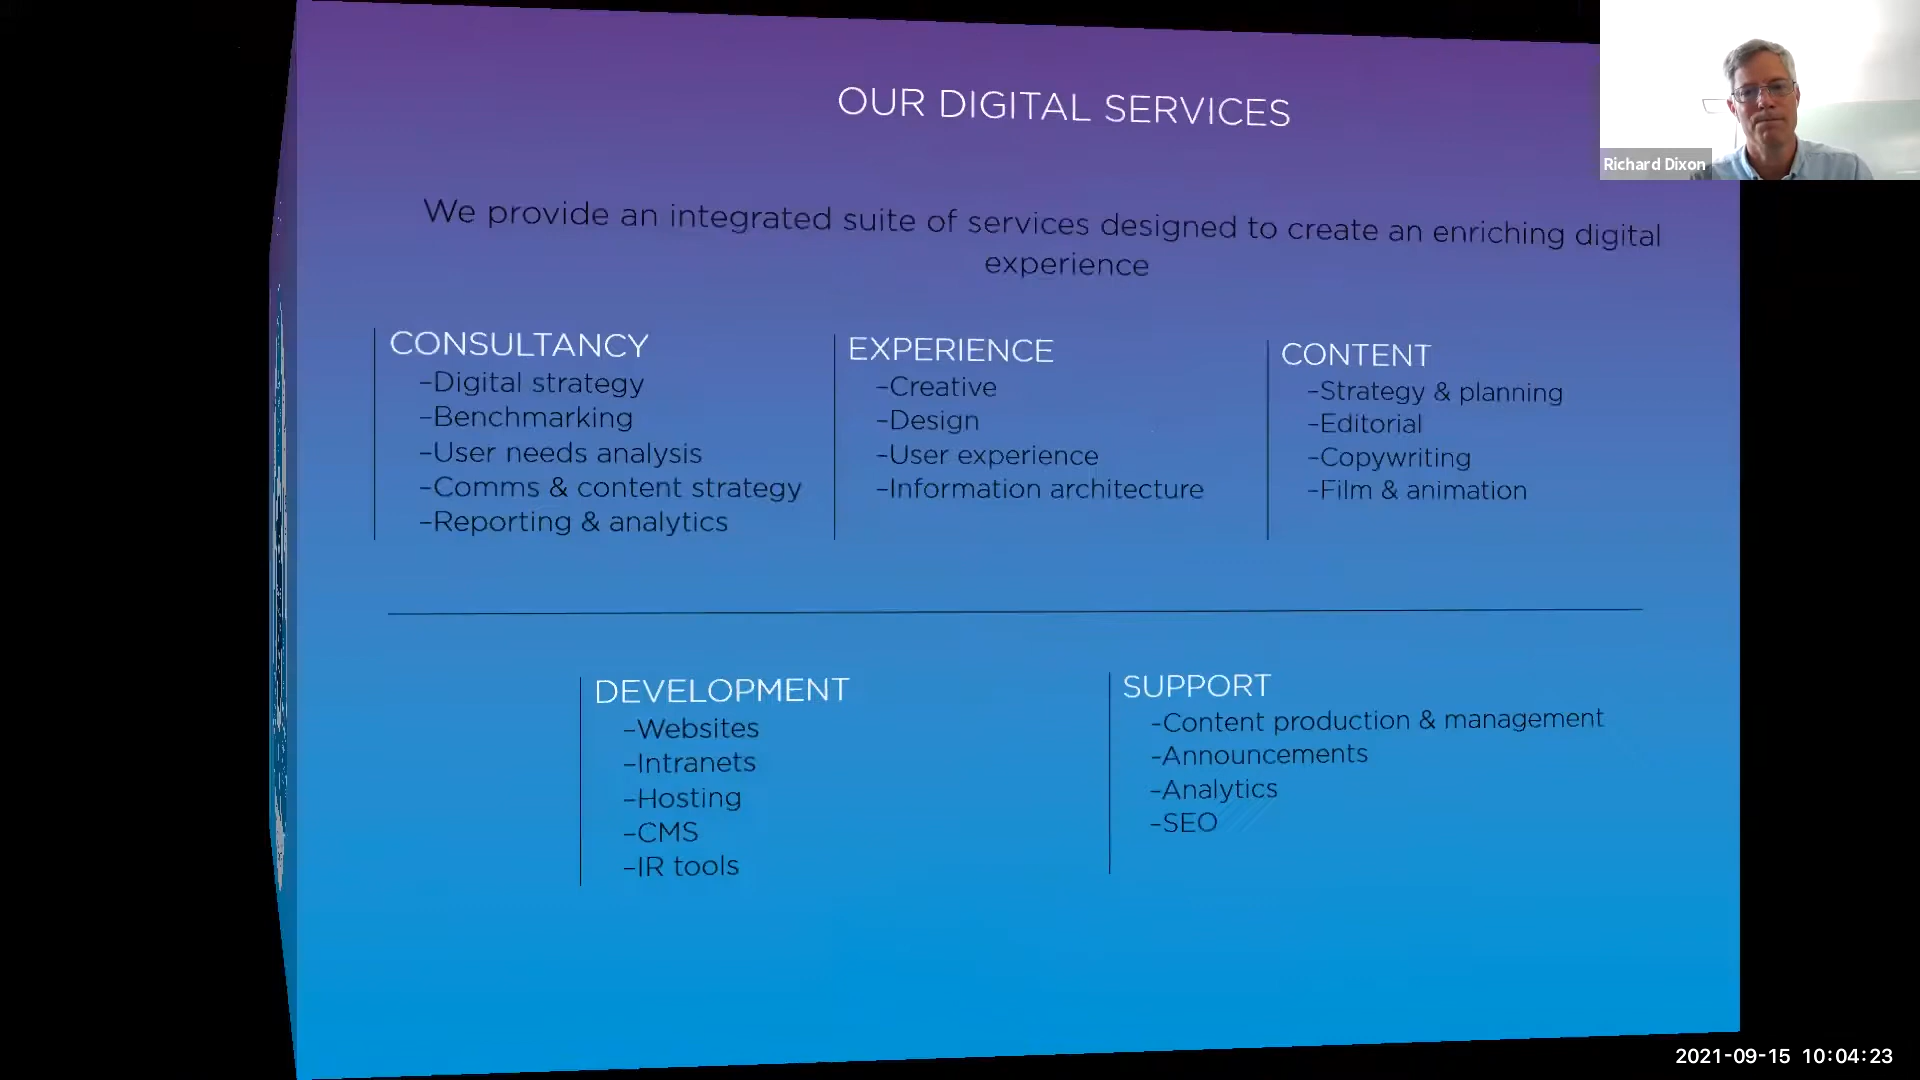 OUR DIGITAL SERVICES
Richard Dixon
We provide an integrated suite of services designed to create an enriching digital
experience
CONSULTANCY
–Digital strategy
–Benchmarking
–User needs analysis
–Comms & content strategy
–Reporting & analytics
EXPERIENCE
–Creative
–Design
–User experience
–Information architecture
CONTENT
–Strategy & planning
–Editorial
–Copywriting
–Film & animation
DEVELOPMENT
–Websites
–Intranets
–Hosting
–CMS
–IR tools
SUPPORT
–Content production & management
–Announcements
–Analytics
–SEO
2021-09-15 10:04:23